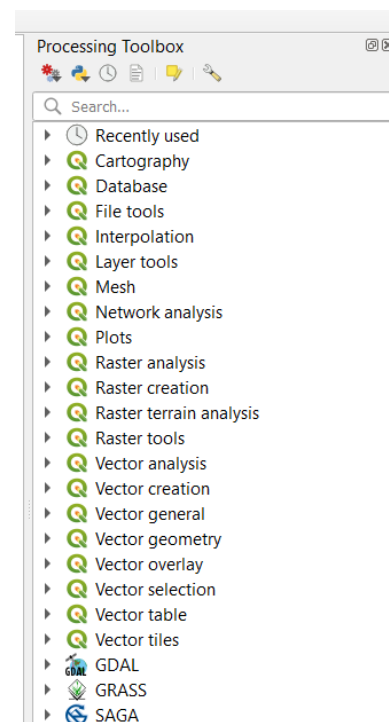 Processing Toolbox
Search...
Recently used
Cartography
Database
File tools
Interpolation
Layer tools
Mesh
Network analysis
Plots
Raster analysis
Raster creation
Raster terrain analysis
Raster tools
Vector analysis
Vector creation
Vector general
Vector geometry
Vector overlay
Vector selection
Vector table
Vector tiles
GDAL GDAL
GRASS
SAGA